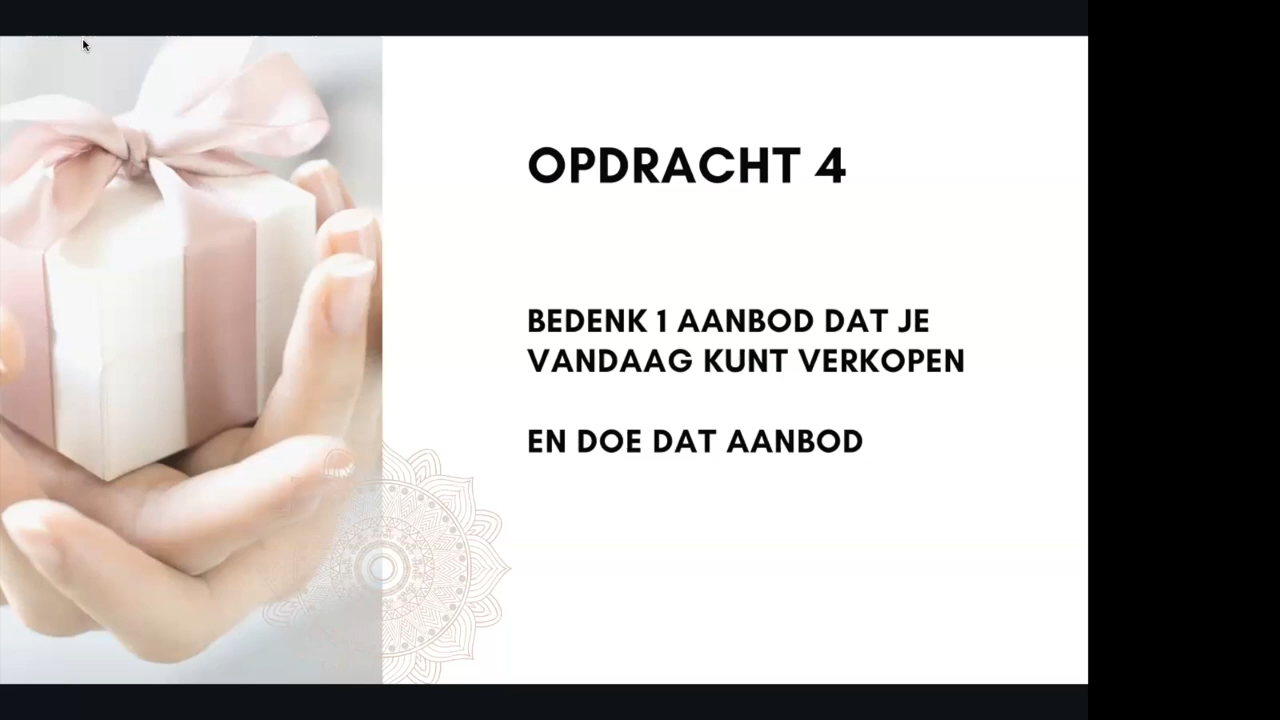 OPDRACHT 4
BEDENK 1 AANBOD DAT JE
VANDAAG KUNT VERKOPEN
EN DOE DAT AANBOD